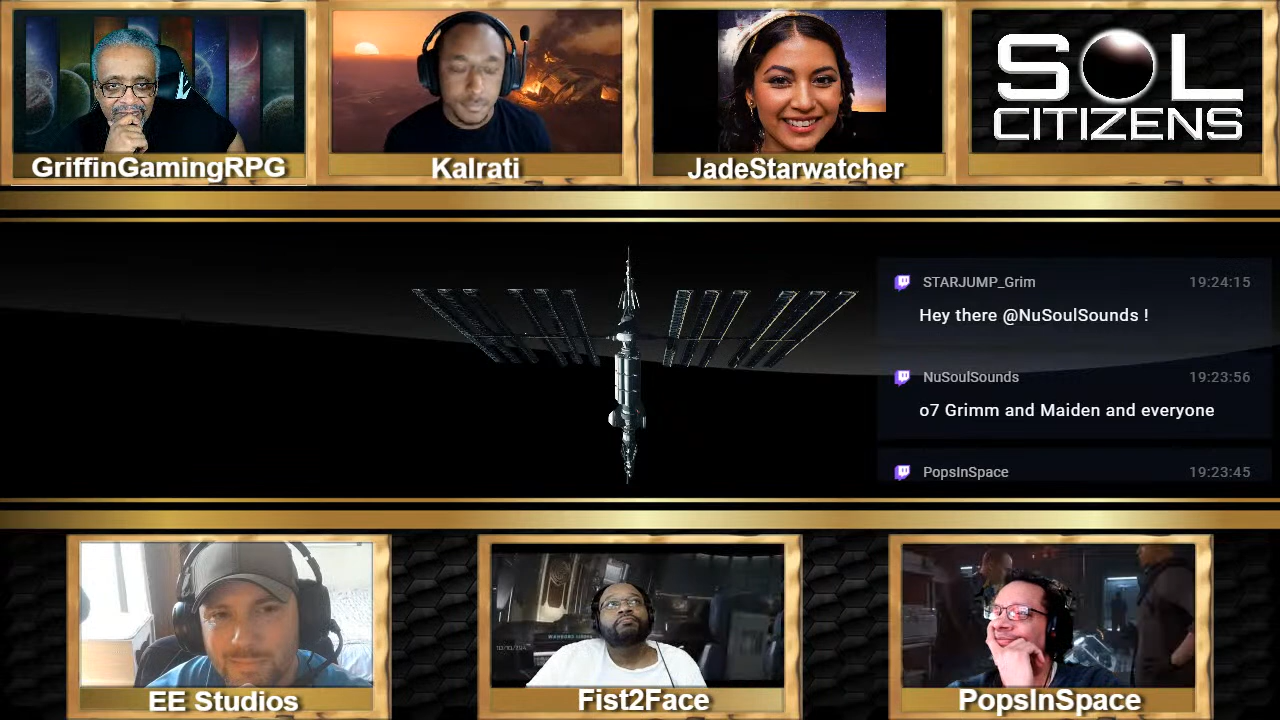 SOL
CITIZENS
GriffinGamingRPG
Kalrati
JadeStarwatcher
STARJUMP_Grim
19:24:15
Hey there @NuSoulSounds !
NuSoulSounds
19:23:56
o7 Grimm and Maiden and everyone
PopsInSpace
19:23:45
EE Studios
Fist2Face
PopsInSpace